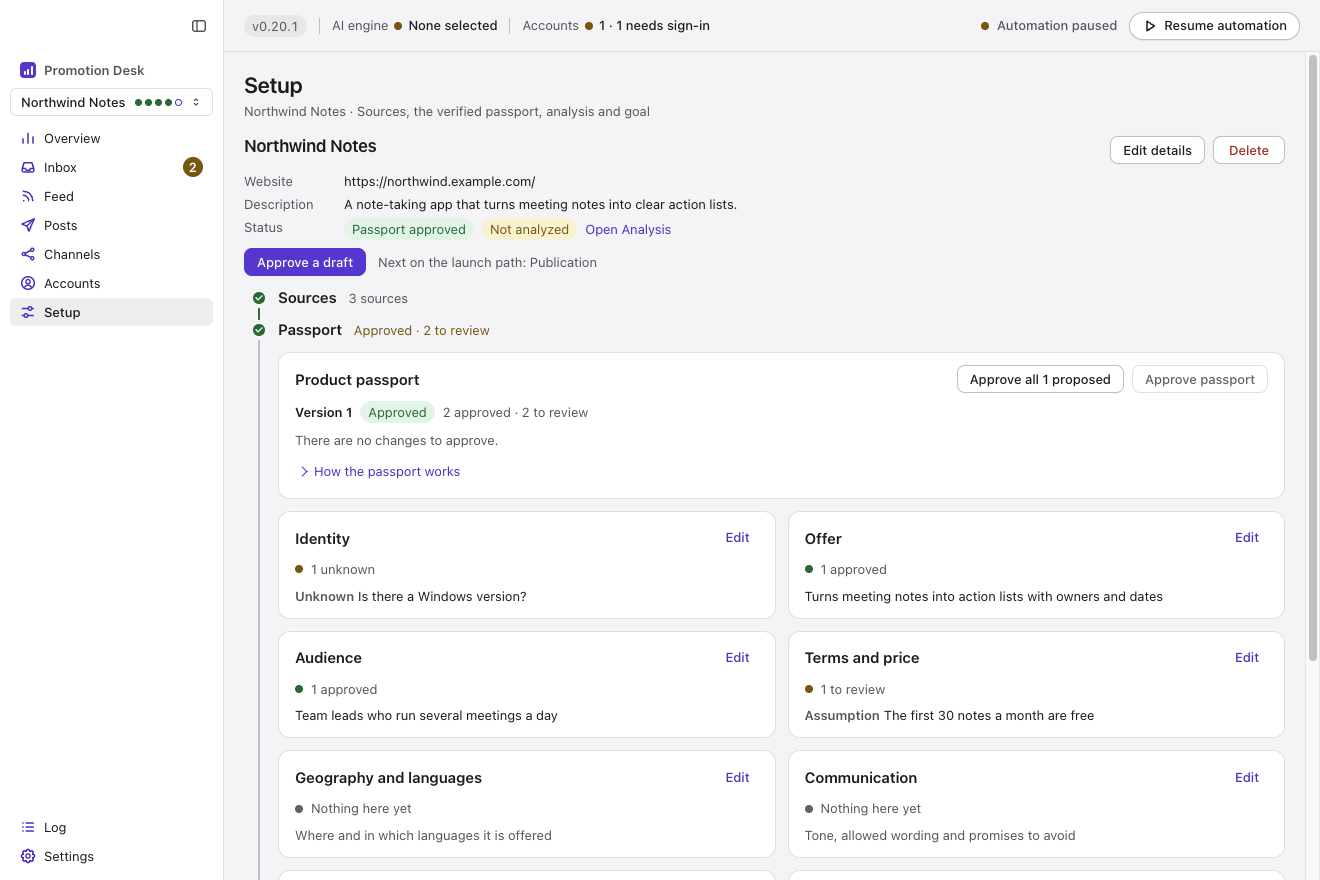 v0.20.1
AI engine None selected
Accounts 1 · 1 needs sign-in
Automation paused
Resume automation
Promotion Desk
Northwind Notes
Overview
Inbox 2
Feed
Posts
Channels
Accounts
Setup
Log
Settings
Setup
Northwind Notes · Sources, the verified passport, analysis and goal
Northwind Notes
Edit details
Delete
Website https://northwind.example.com/
Description A note-taking app that turns meeting notes into clear action lists.
Status Passport approved Not analyzed Open Analysis
Approve a draft Next on the launch path: Publication
Sources 3 sources
Passport Approved · 2 to review
Product passport
Approve all 1 proposed
Approve passport
Version 1 Approved 2 approved · 2 to review
There are no changes to approve.
How the passport works
Identity Edit
1 unknown
Unknown Is there a Windows version?
Offer Edit
1 approved
Turns meeting notes into action lists with owners and dates
Audience Edit
1 approved
Team leads who run several meetings a day
Terms and price Edit
1 to review
Assumption The first 30 notes a month are free
Geography and languages Edit
Nothing here yet
Where and in which languages it is offered
Communication Edit
Nothing here yet
Tone, allowed wording and promises to avoid